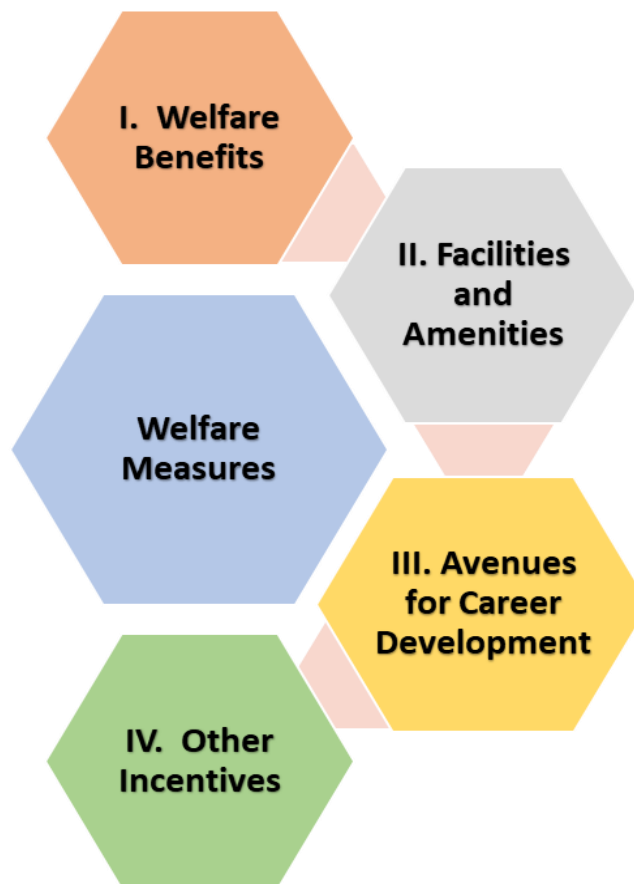 I. Welfare
Benefits
II. Facilities
and
Amenities
Welfare
Measures
III. Avenues
for Career
Development
IV. Other
Incentives